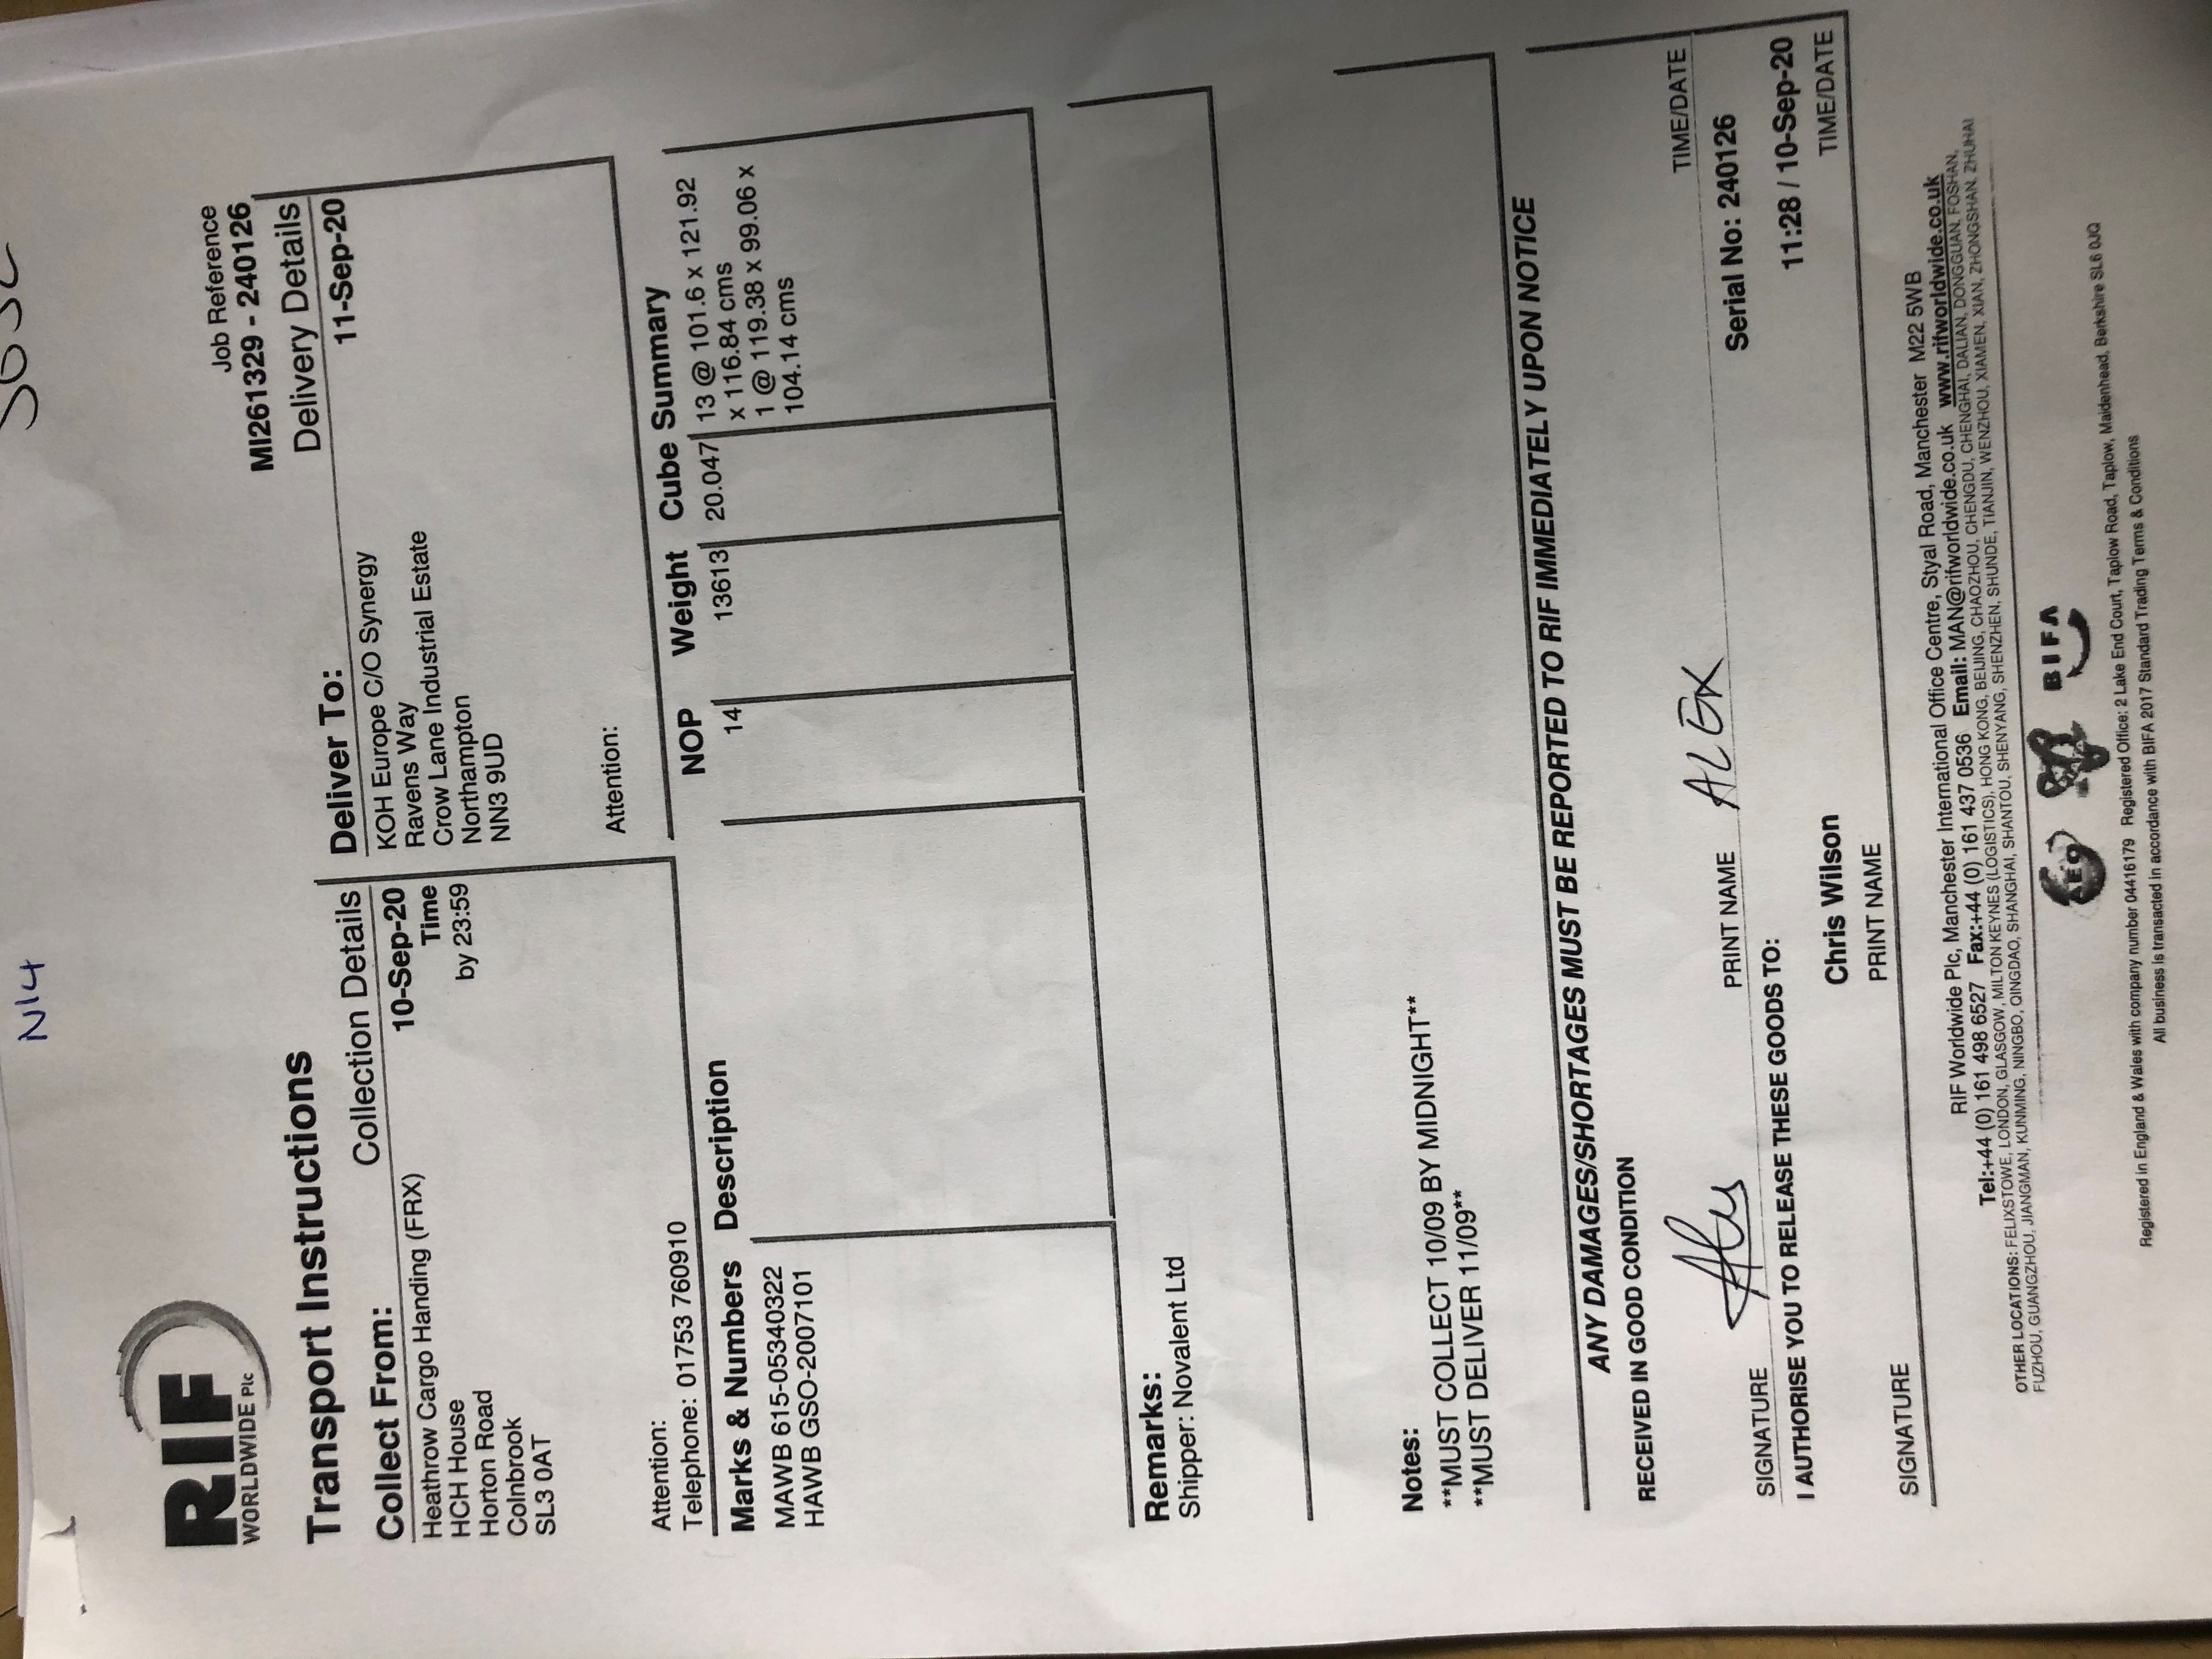 N14
RIF
WORLDWIDE Plc
Job Reference
MI261329 - 240126
Transport Instructions
Collect From:
Collection Details
Heathrow Cargo Handing (FRX)
10-Sep-20
HCH House
Time
Horton Road
by 23:59
Colnbrook
SL3 0AT
Attention:
Telephone: 01753 760910
Deliver To:
Delivery Details
KOH Europe C/O Synergy
11-Sep-20
Ravens Way
Crow Lane Industrial Estate
Northampton
NN3 9UD
Attention:
Marks & Numbers Description NOP Weight Cube Summary
MAWB 615-05340322 14 13613 20.047 13 @ 101.6 x 121.92
HAWB GSO-2007101 x 116.84 cms
1 @ 119.38 x 99.06 x
104.14 cms
Remarks:
Shipper: Novalent Ltd
Notes:
**MUST COLLECT 10/09 BY MIDNIGHT**
**MUST DELIVER 11/09**
ANY DAMAGES/SHORTAGES MUST BE REPORTED TO RIF IMMEDIATELY UPON NOTICE
RECEIVED IN GOOD CONDITION
SIGNATURE PRINT NAME ALEX TIME/DATE
I AUTHORISE YOU TO RELEASE THESE GOODS TO: Serial No: 240126
Chris Wilson 11:28 / 10-Sep-20
SIGNATURE PRINT NAME TIME/DATE
RIF Worldwide Plc, Manchester International Office Centre, Styal Road, Manchester M22 5WB
Tel:+44 (0) 161 498 6527 Fax:+44 (0) 161 437 0536 Email: MAN@rifworldwide.co.uk www.rifworldwide.co.uk
OTHER LOCATIONS: FELIXSTOWE, LONDON, GLASGOW, MILTON KEYNES (LOGISTICS), HONG KONG, BEIJING, CHAOZHOU, CHENGDU, CHENGHAI, DALIAN, DONGGUAN, FOSHAN,
FUZHOU, GUANGZHOU, JIANGMAN, KUNMING, NINGBO, QINGDAO, SHANGHAI, SHANTOU, SHENYANG, SHENZHEN, SHUNDE, TIANJIN, WENZHOU, XIAMEN, XIAN, ZHONGSHAN, ZHUHAI
AEO
BIFA
Registered in England & Wales with company number 04416179 Registered Office: 2 Lake End Court, Taplow Road, Taplow, Maidenhead, Berkshire SL6 0JQ
All business is transacted in accordance with BIFA 2017 Standard Trading Terms & Conditions